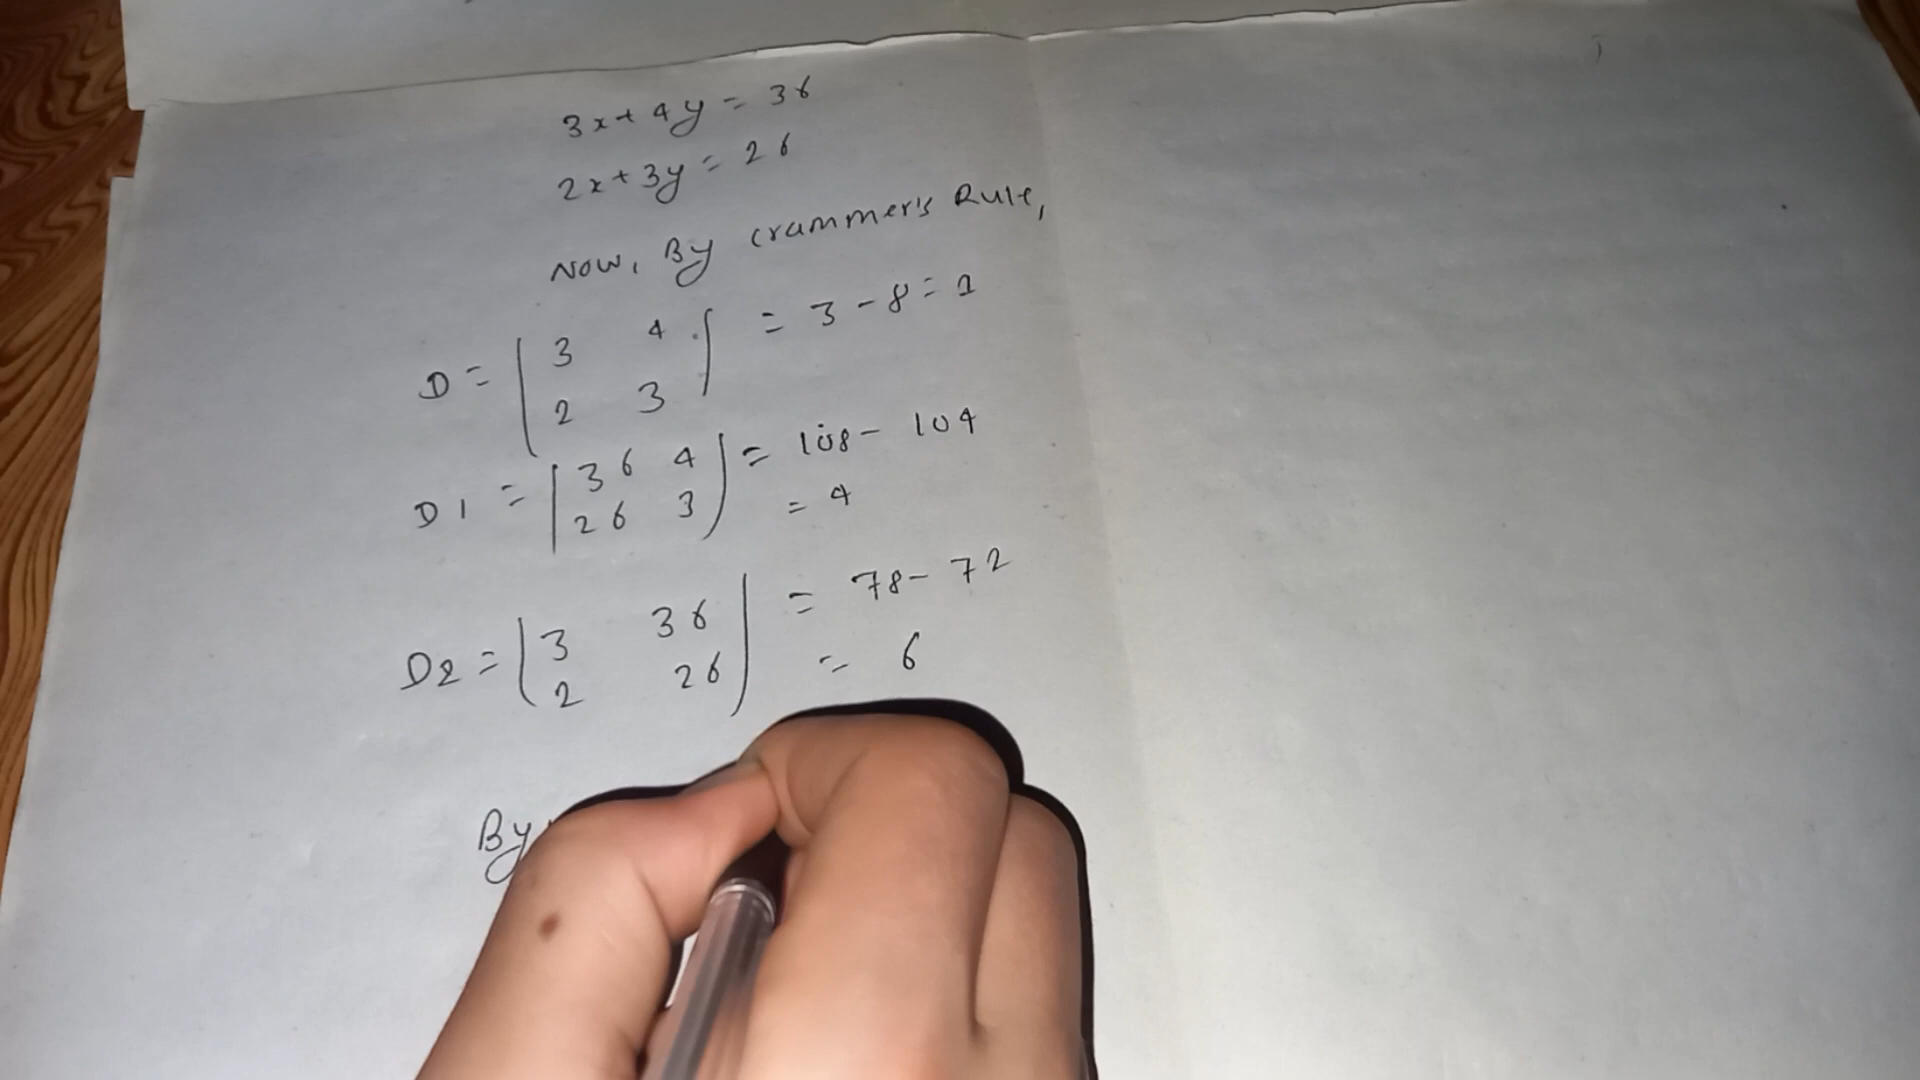 3x+4y=36
2x+3y=26
Now, By Crammer's Rule,
D= |3 4| = 3-8=1
|2 3|
D1 = |36 4| = 108-104
|26 3| = 4
D2= |3 36| = 78-72
|2 26| = 6
By